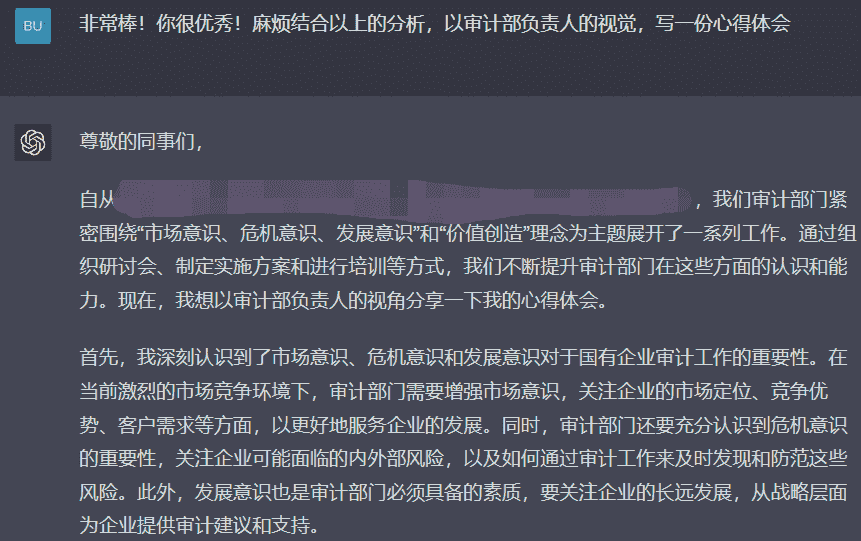 BU
非常棒！你很优秀！麻烦结合以上的分析，以审计部负责人的视觉，写一份心得体会
尊敬的同事们，
自从，我们审计部门紧
密围绕“市场意识、危机意识、发展意识”和“价值创造”理念为主题展开了一系列工作。通过组
织研讨会、制定实施方案和进行培训等方式，我们不断提升审计部门在这些方面的认识和能
力。现在，我想以审计部负责人的视角分享一下我的心得体会。
首先，我深刻认识到了市场意识、危机意识和发展意识对于国有企业审计工作的重要性。在
当前激烈的市场竞争环境下，审计部门需要增强市场意识，关注企业的市场定位、竞争优
势、客户需求等方面，以更好地服务企业的发展。同时，审计部门还要充分认识到危机意识
的重要性，关注企业可能面临的内外部风险，以及如何通过审计工作来及时发现和防范这些
风险。此外，发展意识也是审计部门必须具备的素质，要关注企业的长远发展，从战略层面
为企业提供审计建议和支持。